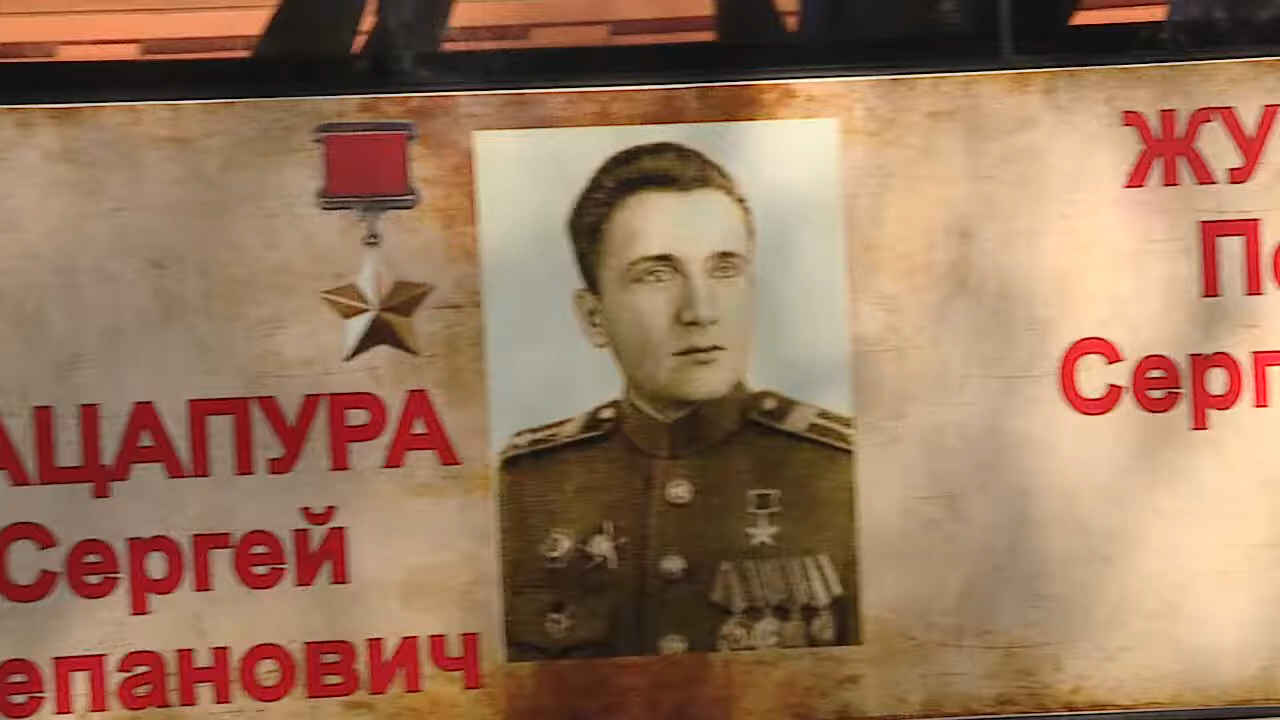 АЦАПУРА
Сергей
епанович
ЖУ
По
Серг